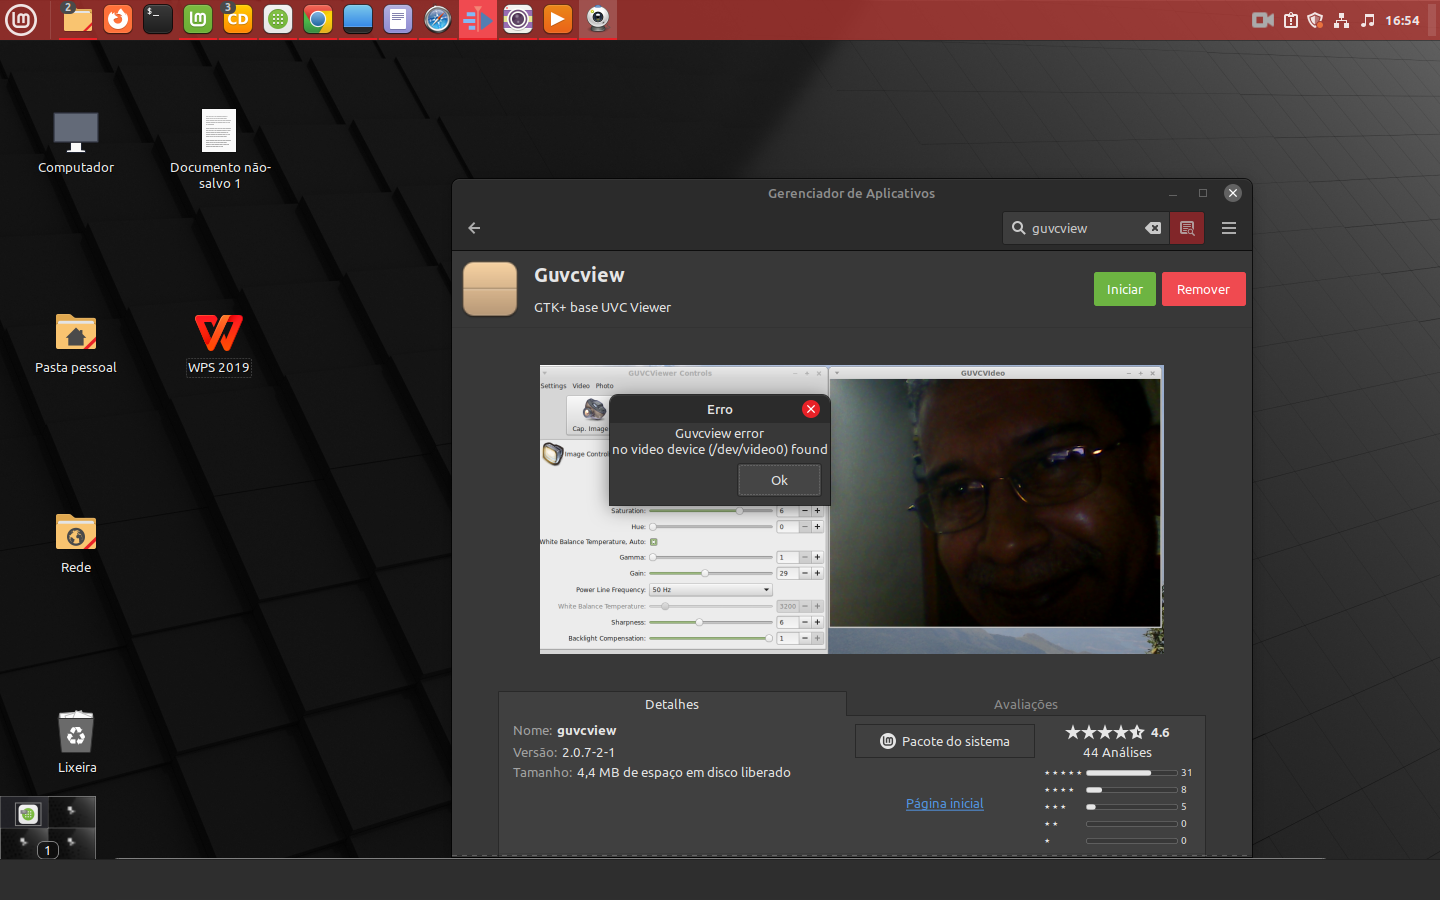 2
$_
3
CD
16:54
Computador
Documento não-
salvo 1
Pasta pessoal
WPS 2019
Rede
Lixeira
1
Gerenciador de Aplicativos
guvcview
Guvcview
GTK+ base UVC Viewer
Iniciar
Remover
GUVCViewer Controls
GUVCVideo
Settings Video Photo
Cap. Image
Image Control
Erro
Guvcview error
no video device (/dev/video0) found
Ok
Saturation: 6
Hue: 0
White Balance Temperature, Auto:
Gamma: 1
Gain: 29
Power Line Frequency: 50 Hz
White Balance Temperature: 3200
Sharpness: 6
Backlight Compensation: 1
Detalhes
Avaliações
Nome: guvcview
Versão: 2.0.7-2-1
Tamanho: 4,4 MB de espaço em disco liberado
Pacote do sistema
Página inicial
4.6
44 Análises
31
8
5
0
0